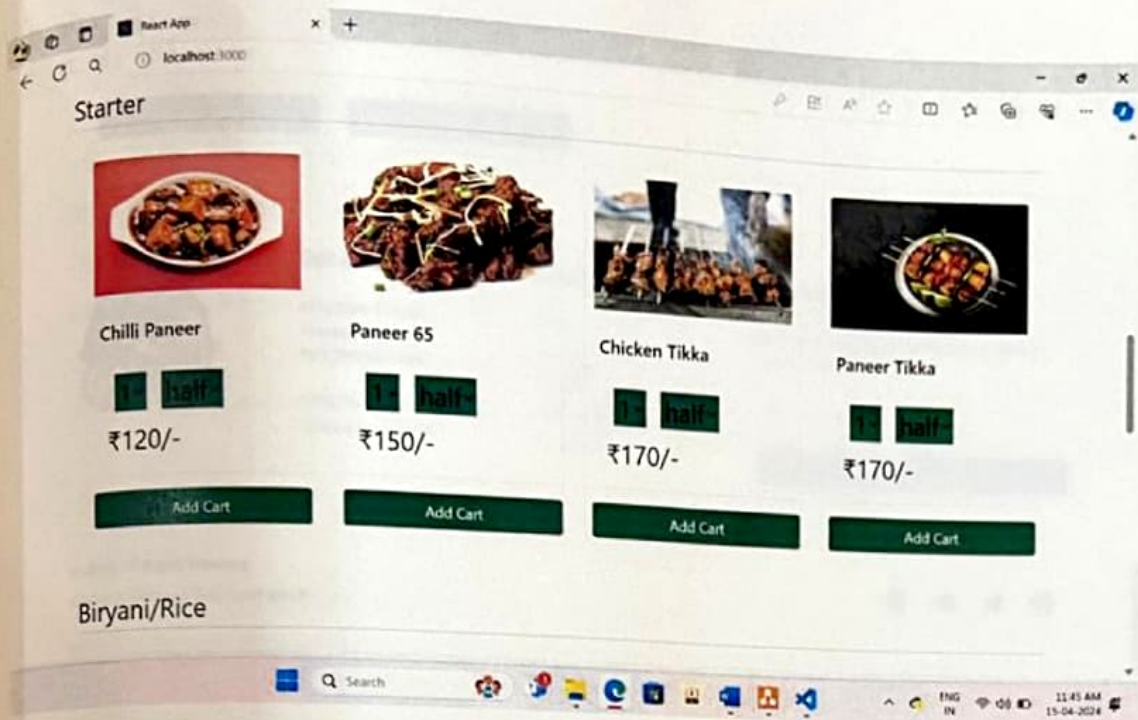 React App
localhost:3000
Starter
Chilli Paneer
Paneer 65
Chicken Tikka
Paneer Tikka
1 half
1 half
1 half
1 half
₹120/-
₹150/-
₹170/-
₹170/-
Add Cart
Add Cart
Add Cart
Add Cart
Biryani/Rice
Search
ENG
IN
11:45 AM
15-04-2024